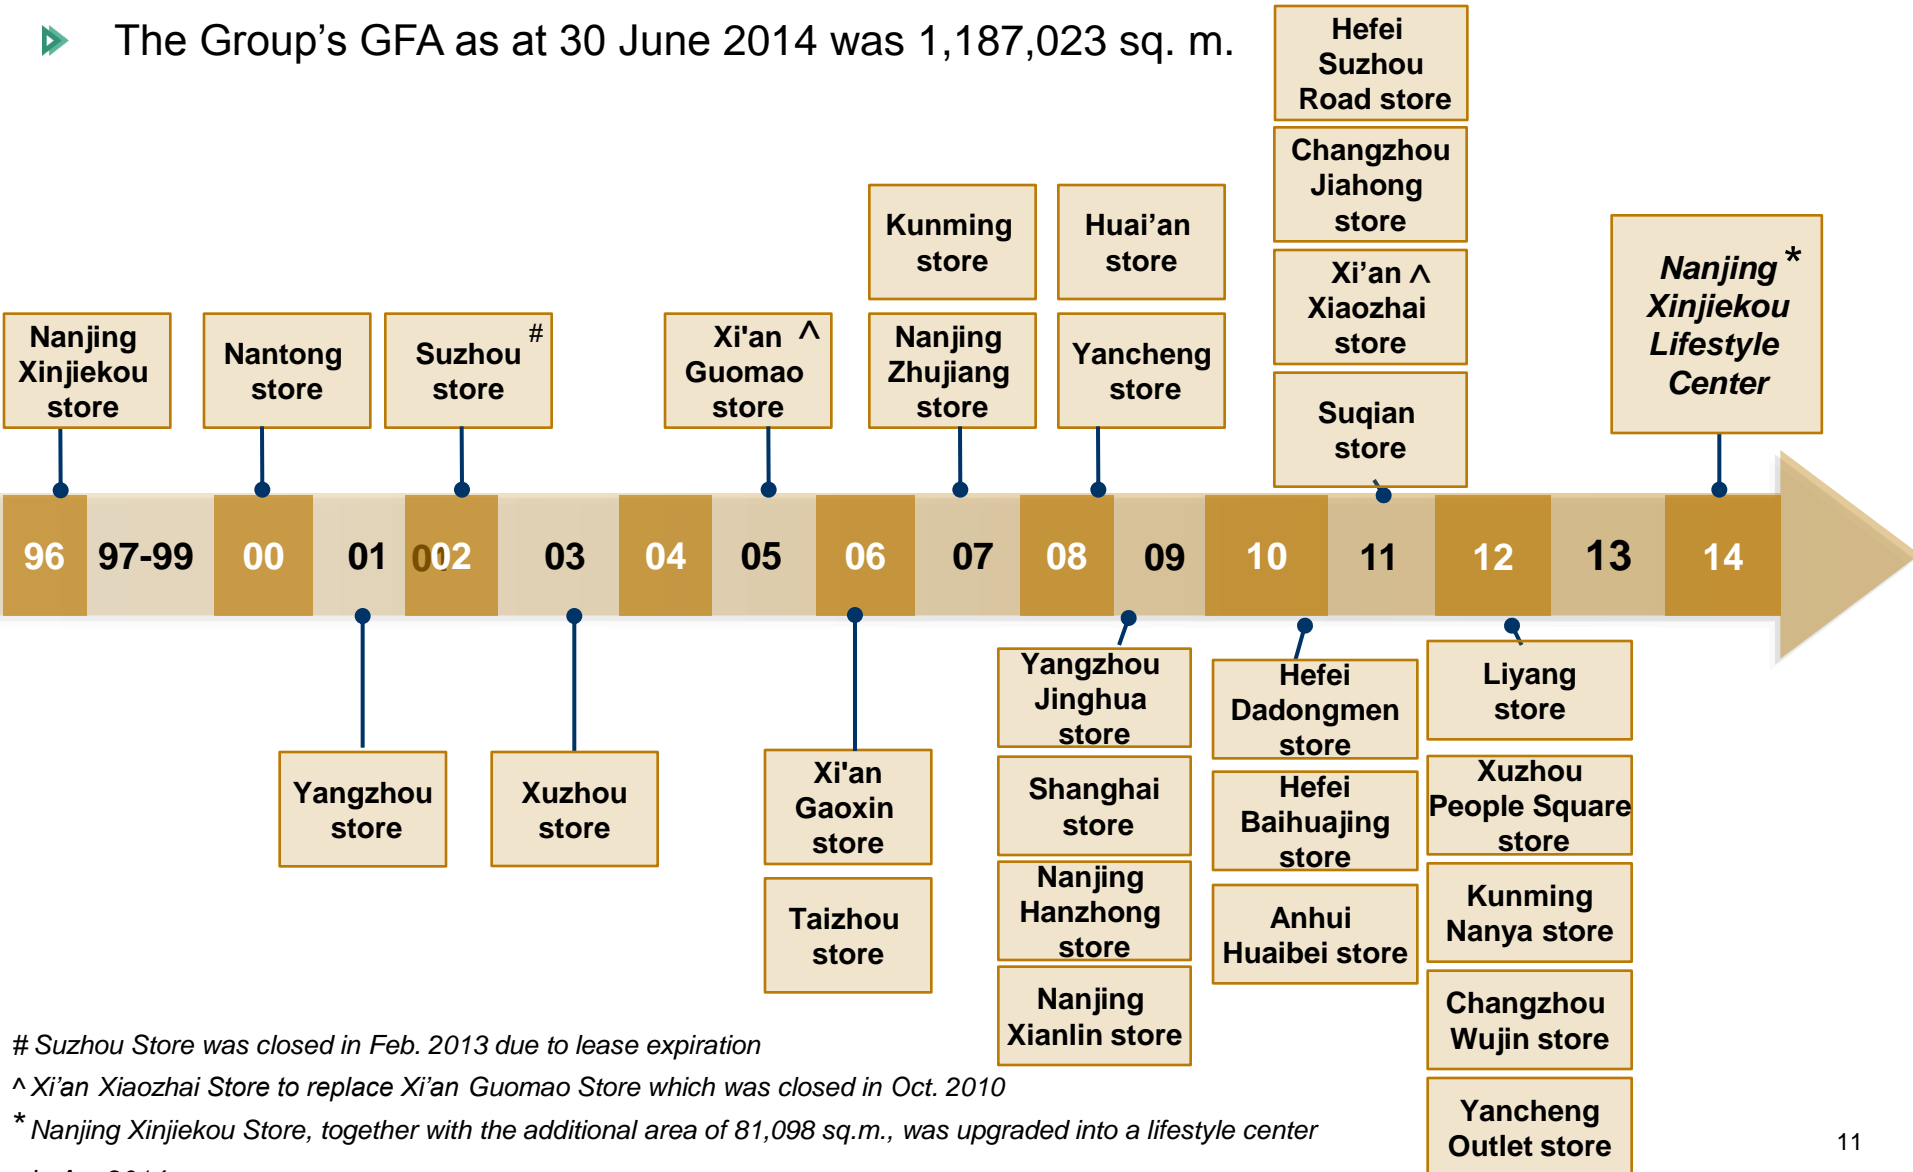 The Group’s GFA as at 30 June 2014 was 1,187,023 sq. m.
Hefei
Suzhou
Road store
Changzhou
Jiahong
store
Xi’an ^
Xiaozhai
store
Suqian
store
Kunming
store
Huai’an
store
Nanjing *
Xinjiekou
Lifestyle
Center
Nanjing
Xinjiekou
store
Nantong
store
Suzhou #
store
Xi'an ^
Guomao
store
Nanjing
Zhujiang
store
Yancheng
store
96 97-99 00 01 02 03 04 05 06 07 08 09 10 11 12 13 14
Yangzhou
store
Xuzhou
store
Xi'an
Gaoxin
store
Taizhou
store
Yangzhou
Jinghua
store
Shanghai
store
Nanjing
Hanzhong
store
Nanjing
Xianlin store
Hefei
Dadongmen
store
Hefei
Baihuajing
store
Anhui
Huaibei store
Liyang
store
Xuzhou
People Square
store
Kunming
Nanya store
Changzhou
Wujin store
Yancheng
Outlet store
# Suzhou Store was closed in Feb. 2013 due to lease expiration
^ Xi’an Xiaozhai Store to replace Xi’an Guomao Store which was closed in Oct. 2010
* Nanjing Xinjiekou Store, together with the additional area of 81,098 sq.m., was upgraded into a lifestyle center
11